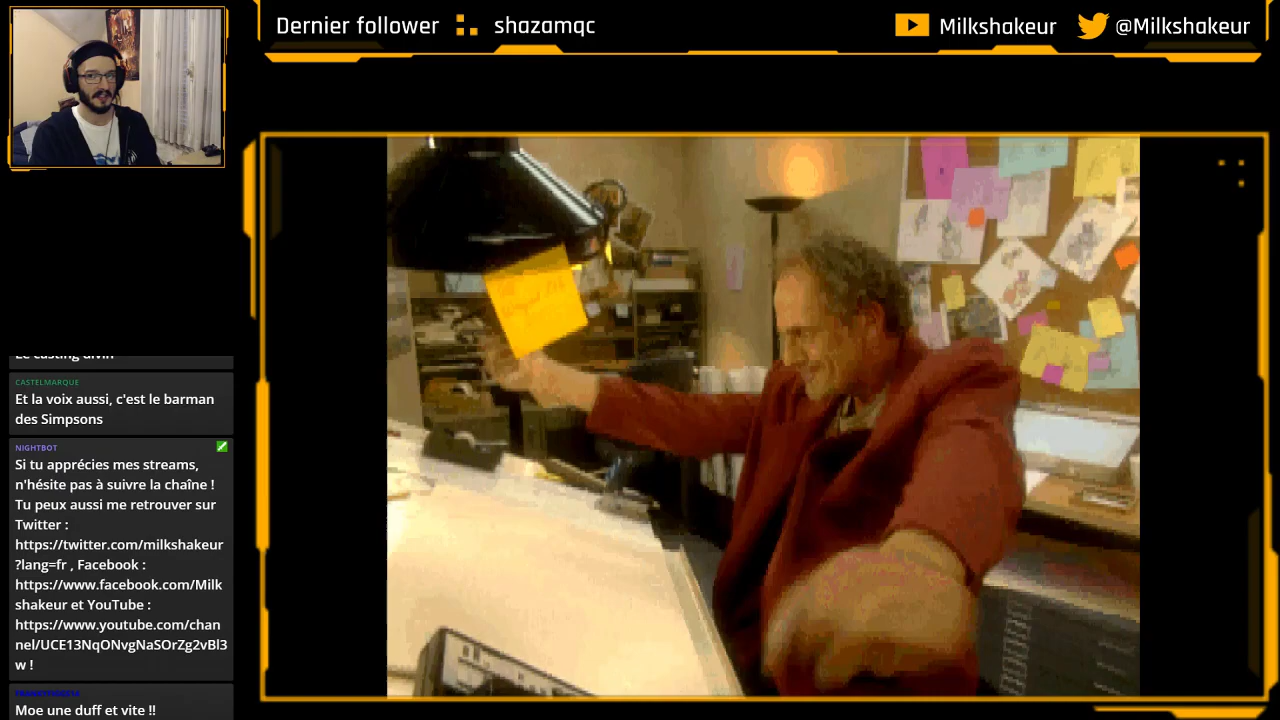 Dernier follower
shazamqc
Milkshakeur
@Milkshakeur
Le casting divin
CASTELMARQUE
Et la voix aussi, c'est le barman
des Simpsons
NIGHTBOT
Si tu apprécies mes streams,
n'hésite pas à suivre la chaîne !
Tu peux aussi me retrouver sur
Twitter :
https://twitter.com/milkshakeur
?lang=fr , Facebook :
https://www.facebook.com/Milk
shakeur et YouTube :
https://www.youtube.com/chan
nel/UCE13NqONvgNaSOrZg2vBl3
w !
Moe une duff et vite !!